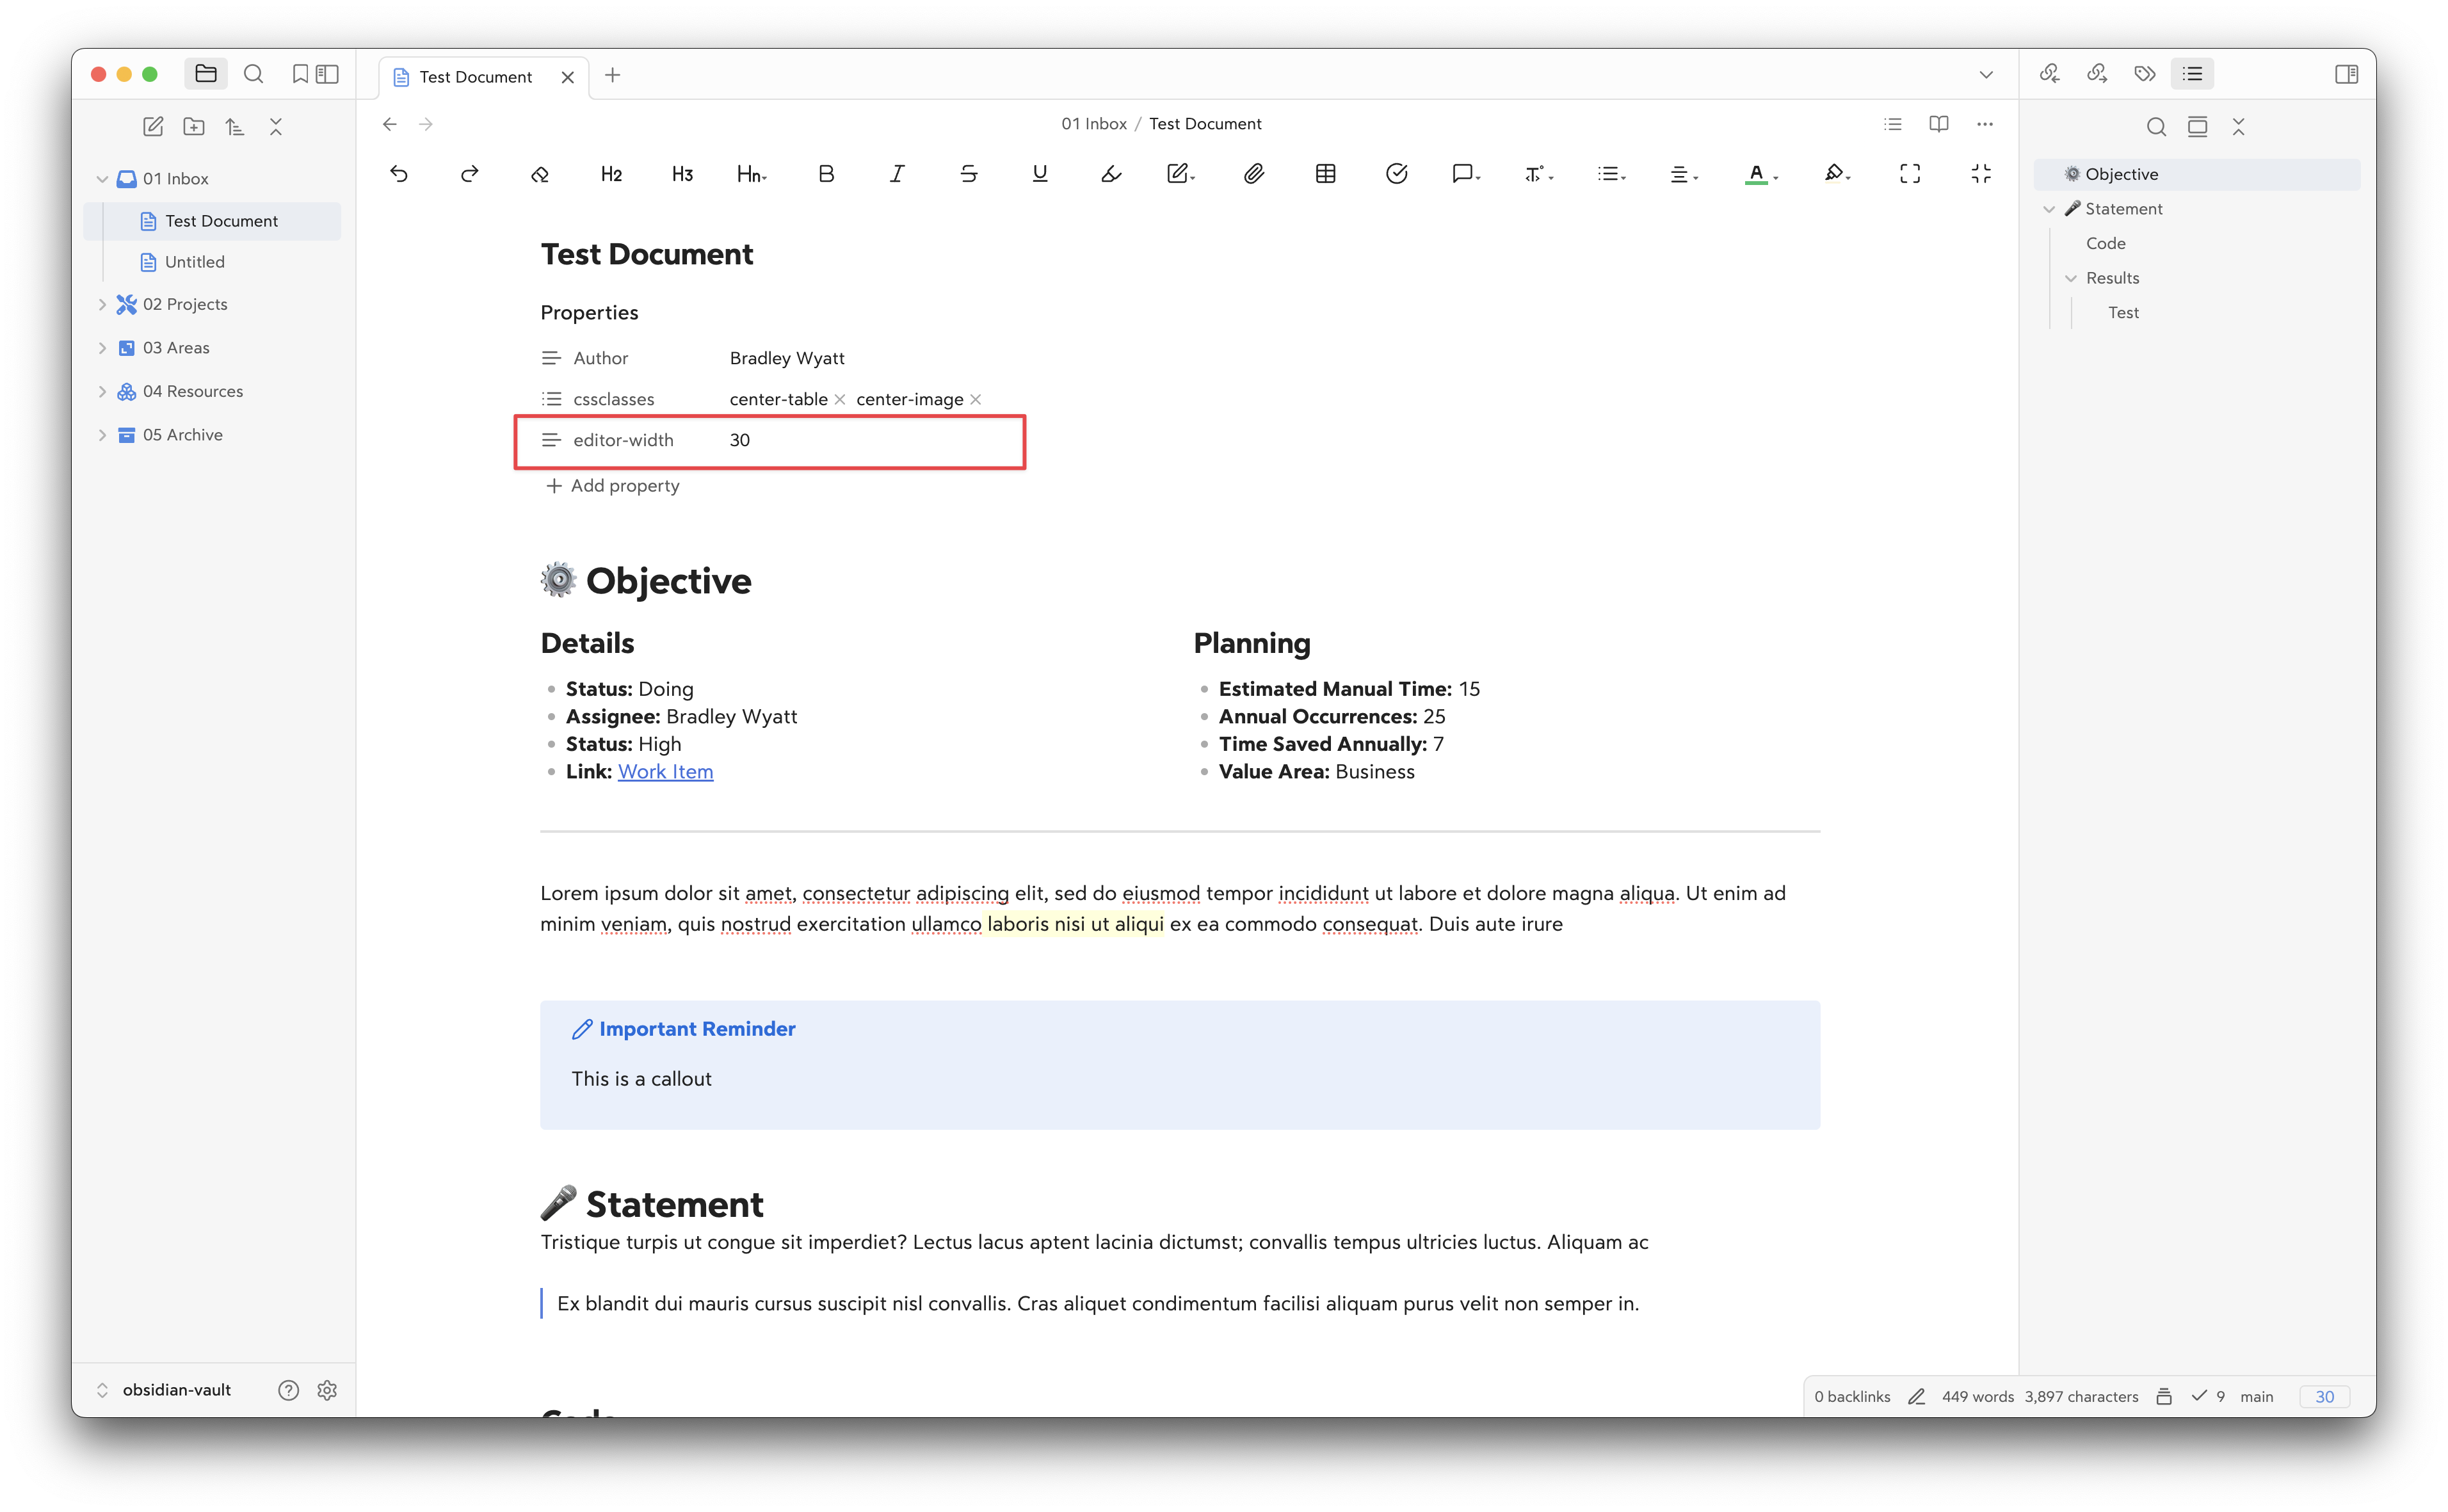 Test Document
01 Inbox
Test Document
Untitled
02 Projects
03 Areas
04 Resources
05 Archive
obsidian-vault
01 Inbox / Test Document
H2 H3 Hn B I S U A
Test Document
Properties
Author Bradley Wyatt
cssclasses center-table center-image
editor-width 30
Add property
Objective
Details
Status: Doing
Assignee: Bradley Wyatt
Status: High
Link: Work Item
Planning
Estimated Manual Time: 15
Annual Occurrences: 25
Time Saved Annually: 7
Value Area: Business
Lorem ipsum dolor sit amet, consectetur adipiscing elit, sed do eiusmod tempor incididunt ut labore et dolore magna aliqua. Ut enim ad
minim veniam, quis nostrud exercitation ullamco laboris nisi ut aliqui ex ea commodo consequat. Duis aute irure
Important Reminder
This is a callout
Statement
Tristique turpis ut congue sit imperdiet? Lectus lacus aptent lacinia dictumst; convallis tempus ultricies luctus. Aliquam ac
Ex blandit dui mauris cursus suscipit nisl convallis. Cras aliquet condimentum facilisi aliquam purus velit non semper in.
Code
Objective
Statement
Code
Results
Test
0 backlinks 449 words 3,897 characters 9 main 30